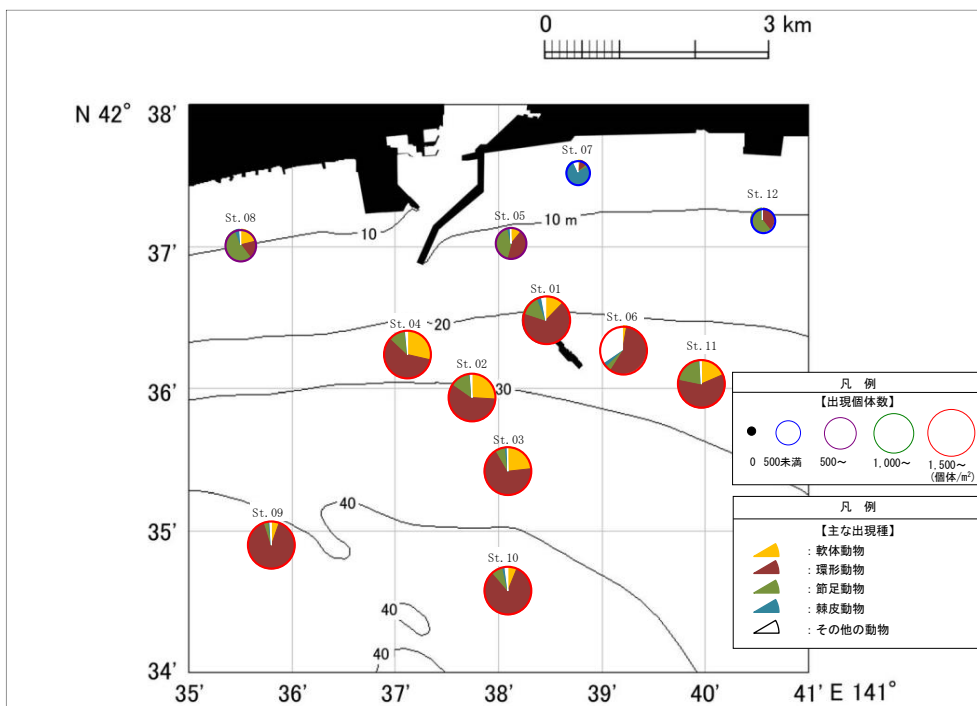 0 3 km
N 42° 38'
St.07
St.12
St.08
St.05
10 m
10
37'
St.01
St.04
20
St.06
St.02
St.11
36'
30
St.03
35'
40
St.09
St.10
40
40
34'
35' 36' 37' 38' 39' 40' 41' E 141°
凡 例
【出現個体数】
0 500未満 500~ 1,000~ 1,500~
(個体/m²)
凡 例
【主な出現種】
:軟体動物
:環形動物
:節足動物
:棘皮動物
:その他の動物